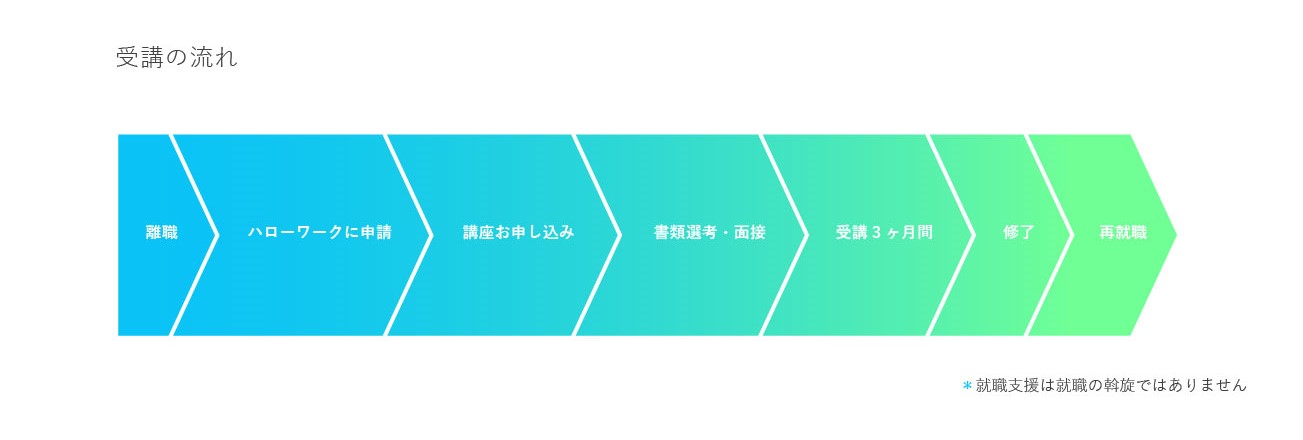 受講の流れ
離職
ハローワークに申請
講座お申し込み
書類選考・面接
受講3ヶ月間
修了
再就職
*就職支援は就職の斡旋ではありません